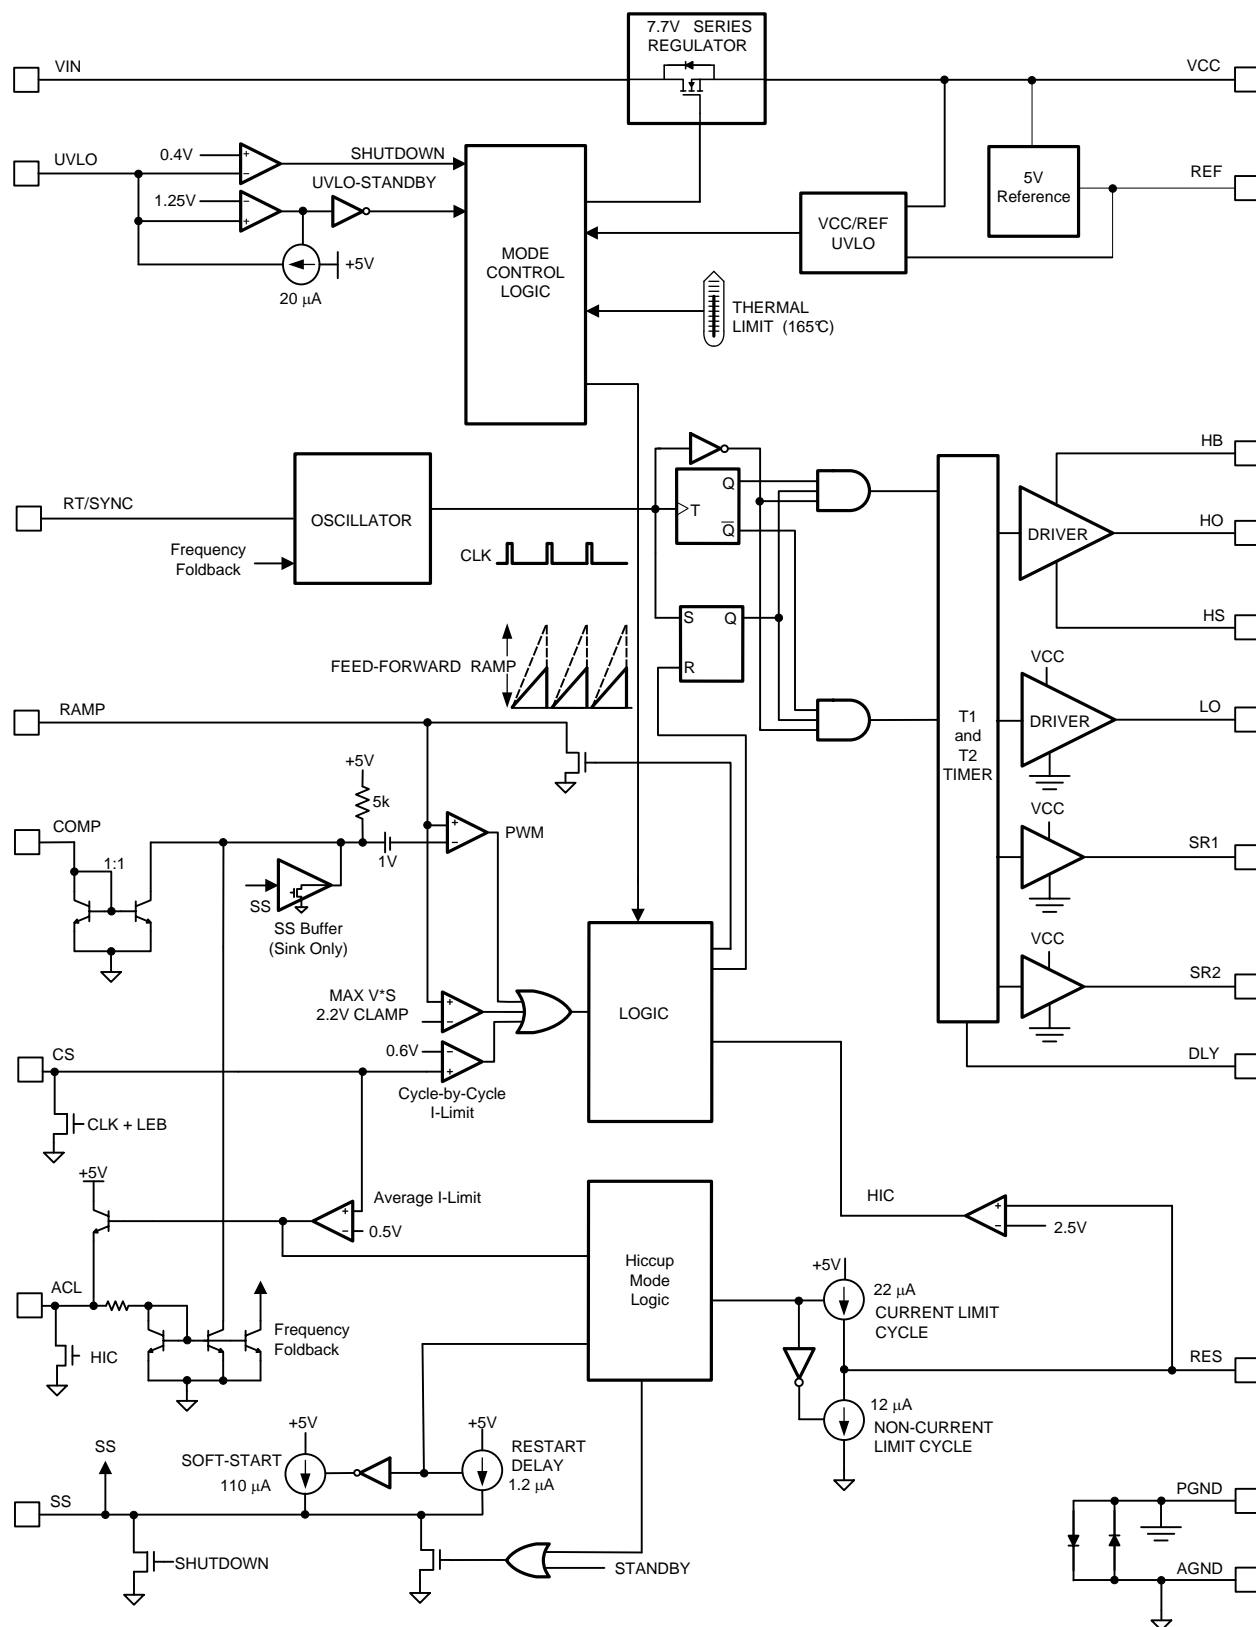 7.7V SERIES
REGULATOR
VIN
VCC
UVLO
0.4V
+
−
SHUTDOWN
UVLO-STANDBY
1.25V
−
+
+5V
20 μA
MODE
CONTROL
LOGIC
5V
Reference
REF
VCC/REF
UVLO
THERMAL
LIMIT (165°C)
RT/SYNC
OSCILLATOR
Frequency
Foldback
CLK
Q
T
Q
S
Q
R
FEED-FORWARD RAMP
HB
DRIVER
HO
HS
VCC
DRIVER
LO
T1
and
T2
TIMER
VCC
SR1
VCC
SR2
DLY
RAMP
+5V
5k
COMP
1:1
1V
+
−
PWM
SS
SS Buffer
(Sink Only)
MAX V*S
2.2V CLAMP
+
−
LOGIC
CS
0.6V
−
+
Cycle-by-Cycle
I-Limit
CLK + LEB
+5V
Average I-Limit
+
−
0.5V
HIC
+
−
2.5V
Hiccup
Mode
Logic
ACL
HIC
Frequency
Foldback
+5V
22 μA
CURRENT LIMIT
CYCLE
RES
12 μA
NON-CURRENT
LIMIT CYCLE
+5V
+5V
SS
SOFT-START
110 μA
RESTART
DELAY
1.2 μA
SS
SHUTDOWN
STANDBY
PGND
AGND